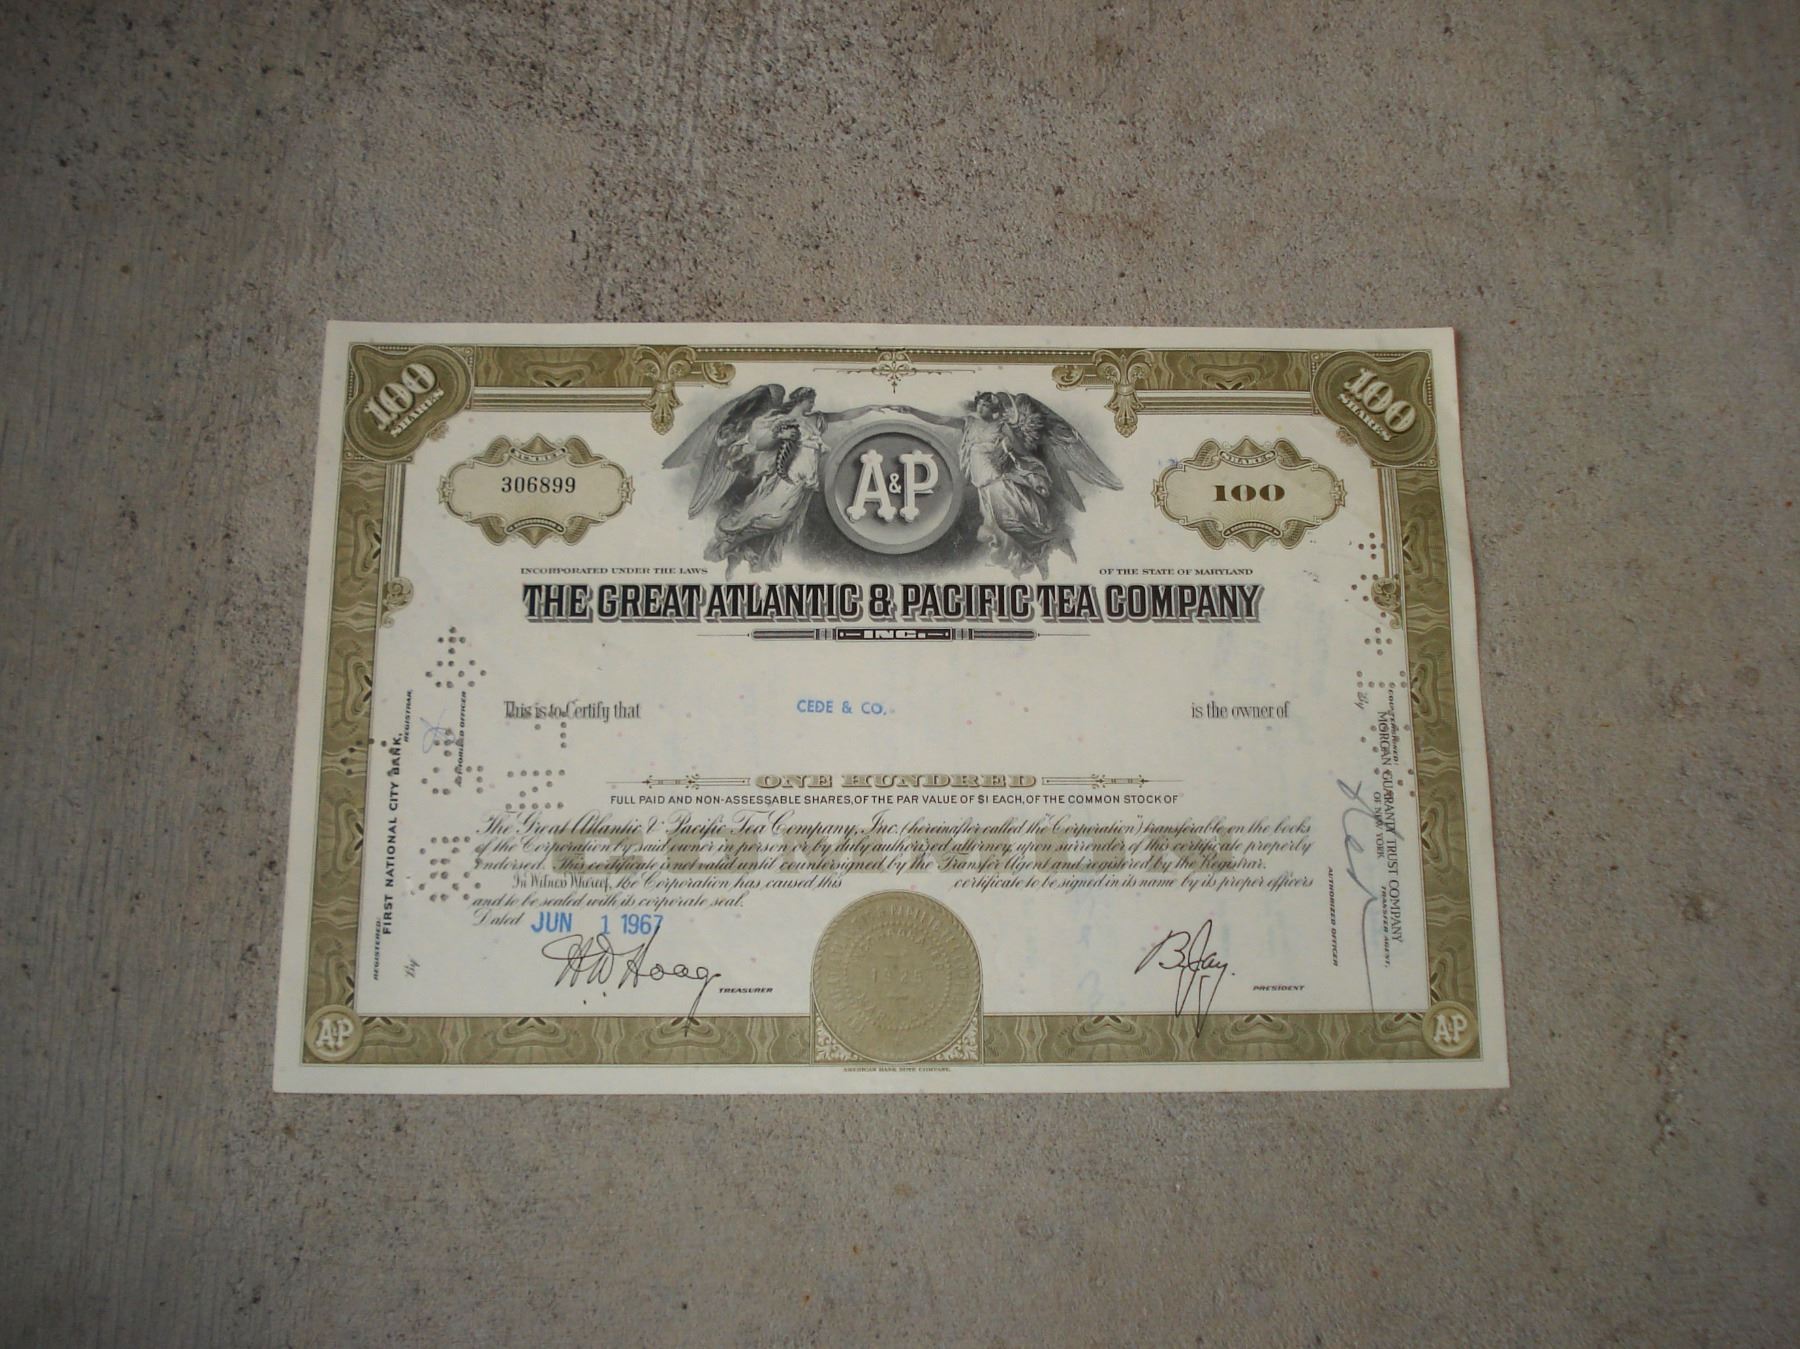 100
SHARES
100
SHARES
306899
A&P
SHARES
100
INCORPORATED UNDER THE LAWS
OF THE STATE OF MARYLAND
THE GREAT ATLANTIC & PACIFIC TEA COMPANY
INC.
This is to Certify that
CEDE & CO.
is the owner of
ONE HUNDRED
FULL PAID AND NON-ASSESSABLE SHARES, OF THE PAR VALUE OF $1 EACH, OF THE COMMON STOCK OF
The Great Atlantic & Pacific Tea Company, Inc. (hereinafter called the "Corporation") transferable on the books
of the Corporation by said owner in person or by duly authorized attorney, upon surrender of this certificate properly
endorsed. This certificate is not valid until countersigned by the Transfer Agent and registered by the Registrar.
In Witness Whereof, the Corporation has caused this certificate to be signed in its name by its proper officers
and to be sealed with its corporate seal.
Dated JUN 1 1967
H D Hoag
TREASURER
B Jay.
PRESIDENT
REGISTERED:
FIRST NATIONAL CITY BANK,
REGISTRAR,
By
AUTHORIZED OFFICER
COUNTERSIGNED:
MORGAN GUARANTY TRUST COMPANY
OF NEW YORK
TRANSFER AGENT,
By
AUTHORIZED OFFICER
A&P
A&P
AMERICAN BANK NOTE COMPANY.